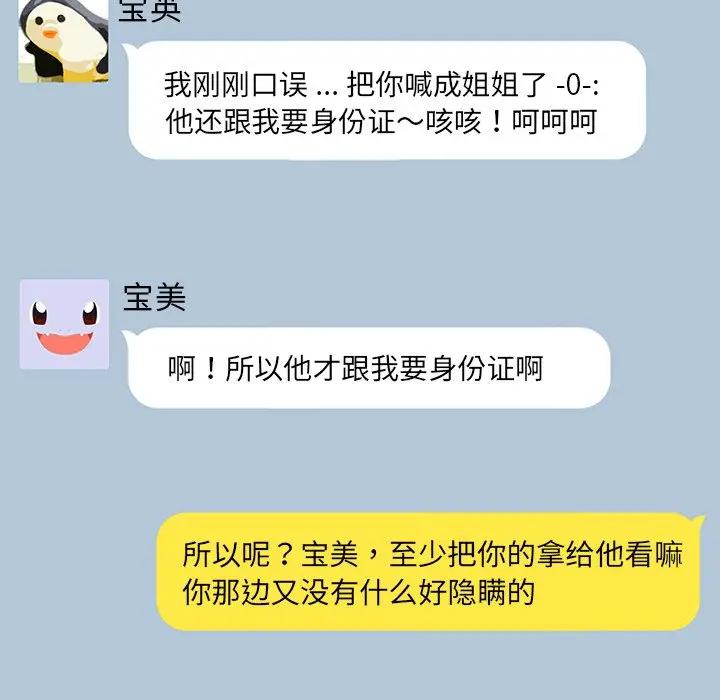 宝英
我刚刚口误 ... 把你喊成姐姐了 -0-:
他还跟我要身份证～咳咳！呵呵呵
宝美
啊！所以他才跟我要身份证啊
所以呢？宝美，至少把你的拿给他看嘛
你那边又没有什么好隐瞒的